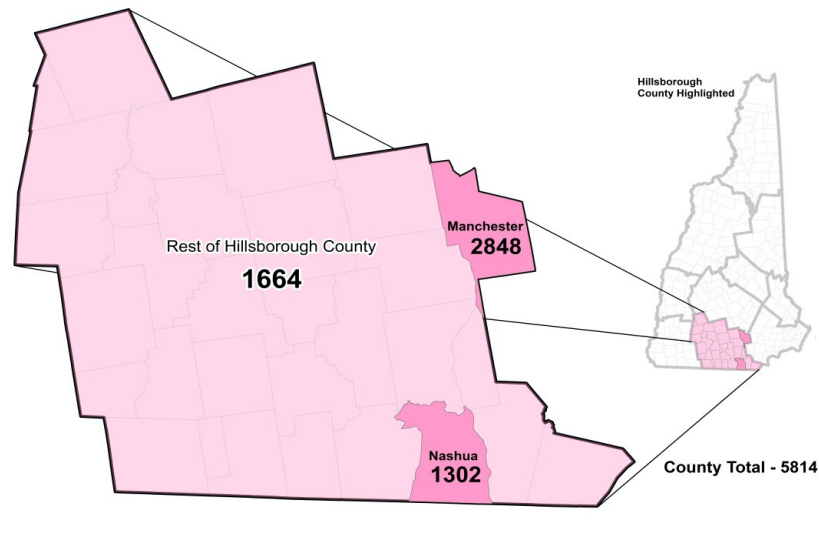 Hillsborough
County Highlighted
Manchester
2848
Rest of Hillsborough County
1664
Nashua
1302
County Total - 5814